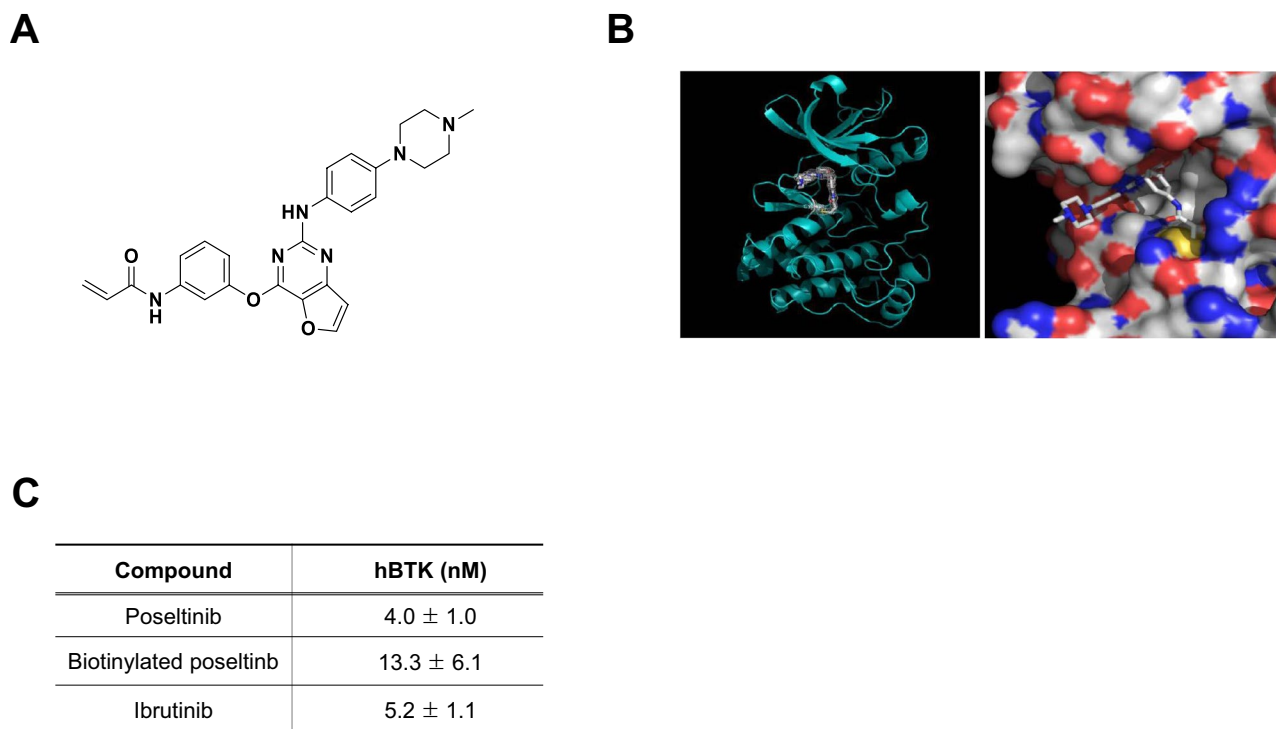 A
B
N
N
HN
N
N
O
N
H
O
O
C
Compound hBTK (nM)
Poseltinib 4.0 ± 1.0
Biotinylated poseltinb 13.3 ± 6.1
Ibrutinib 5.2 ± 1.1